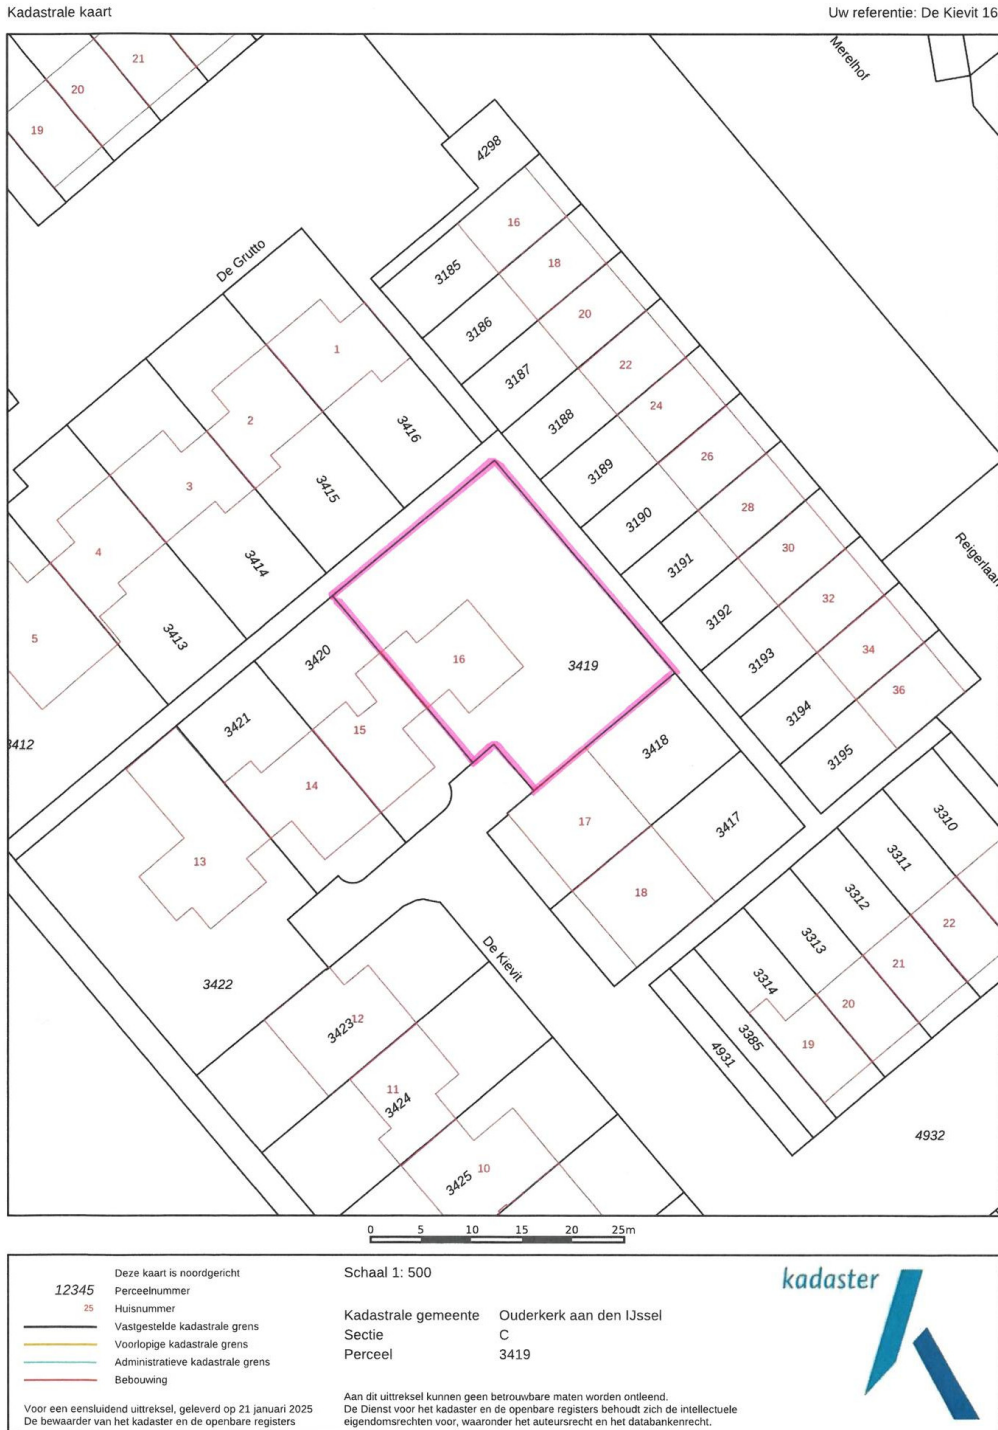 Kadastrale kaart
Uw referentie: De Kievit 16
21
20
19
Merelhof
4298
16
De Grutto
3185
18
3186
20
1
3187
22
2
3416
3188
24
3189
26
3
3415
3190
28
4
3414
3191
30
Reigerlaan
3413
3192
32
5
3420
16
3419
3193
34
3421
15
3194
36
3412
14
3418
3195
13
17
3417
3310
18
3311
3312
22
De Kievit
3313
21
3422
3314
20
3423
12
3385
19
11
4931
3424
3425
10
4932
0 5 10 15 20 25m
Deze kaart is noordgericht
12345 Perceelnummer
25 Huisnummer
Vastgestelde kadastrale grens
Voorlopige kadastrale grens
Administratieve kadastrale grens
Bebouwing
Voor een eensluidend uittreksel, geleverd op 21 januari 2025
De bewaarder van het kadaster en de openbare registers
Schaal 1: 500
Kadastrale gemeente Ouderkerk aan den IJssel
Sectie C
Perceel 3419
Aan dit uittreksel kunnen geen betrouwbare maten worden ontleend.
De Dienst voor het kadaster en de openbare registers behoudt zich de intellectuele
eigendomsrechten voor, waaronder het auteursrecht en het databankenrecht.
kadaster